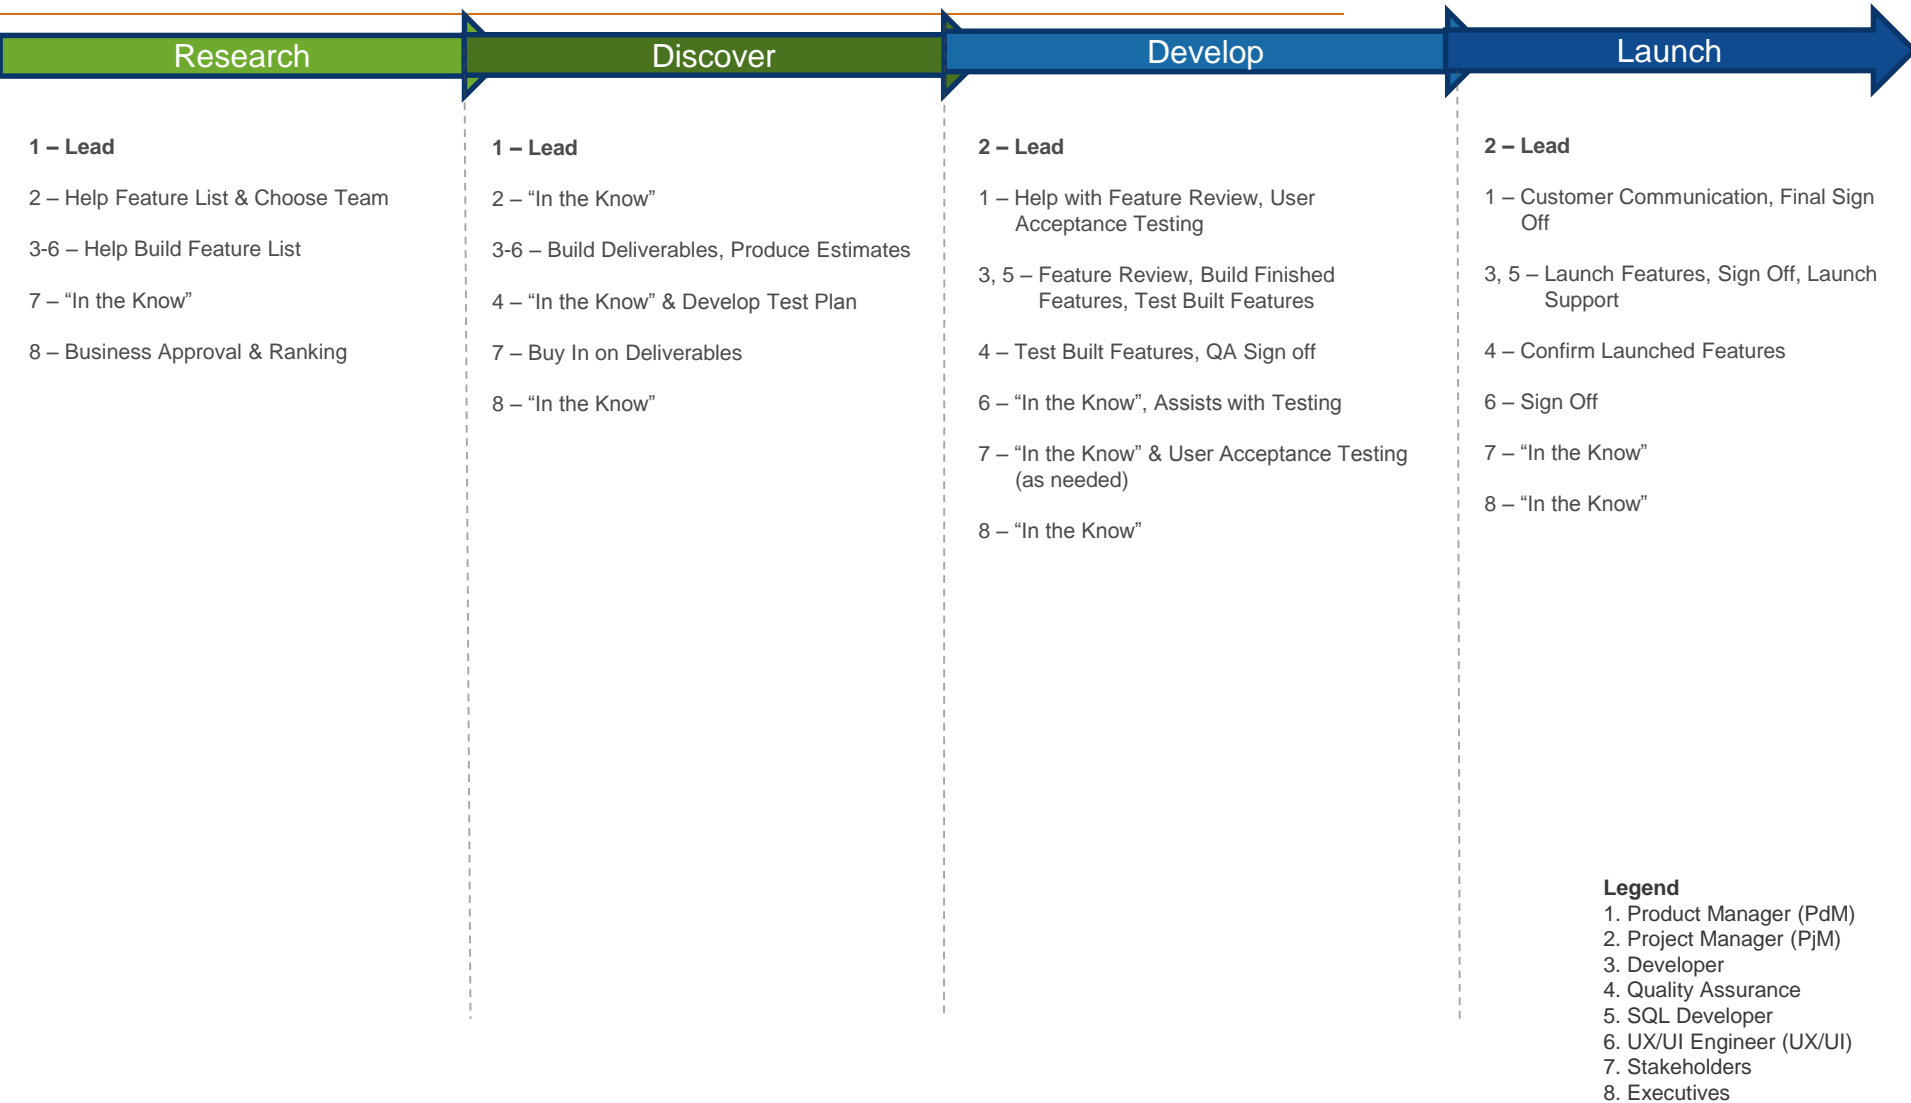 Research
Discover
Develop
Launch
1 – Lead
2 – Help Feature List & Choose Team
3-6 – Help Build Feature List
7 – “In the Know”
8 – Business Approval & Ranking
1 – Lead
2 – “In the Know”
3-6 – Build Deliverables, Produce Estimates
4 – “In the Know” & Develop Test Plan
7 – Buy In on Deliverables
8 – “In the Know”
2 – Lead
1 – Help with Feature Review, User
Acceptance Testing
3, 5 – Feature Review, Build Finished
Features, Test Built Features
4 – Test Built Features, QA Sign off
6 – “In the Know”, Assists with Testing
7 – “In the Know” & User Acceptance Testing
(as needed)
8 – “In the Know”
2 – Lead
1 – Customer Communication, Final Sign
Off
3, 5 – Launch Features, Sign Off, Launch
Support
4 – Confirm Launched Features
6 – Sign Off
7 – “In the Know”
8 – “In the Know”
Legend
1. Product Manager (PdM)
2. Project Manager (PjM)
3. Developer
4. Quality Assurance
5. SQL Developer
6. UX/UI Engineer (UX/UI)
7. Stakeholders
8. Executives